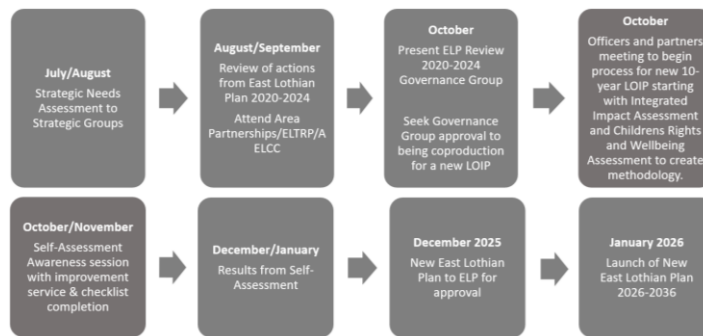 July/August
Strategic Needs
Assessment to
Strategic Groups
August/September
Review of actions
from East Lothian
Plan 2020-2024
Attend Area
Partnerships/ELTRP/A
ELCC
October
Present ELP Review
2020-2024
Governance Group
Seek Governance
Group approval to
being coproduction
for a new LOIP
October
Officers and partners
meeting to begin
process for new 10-
year LOIP starting
with Integrated
Impact Assessment
and Childrens Rights
and Wellbeing
Assessment to create
methodology.
October/November
Self-Assessment
Awareness session
with improvement
service & checklist
completion
December/January
Results from Self-
Assessment
December 2025
New East Lothian
Plan to ELP for
approval
January 2026
Launch of New
East Lothian Plan
2026-2036